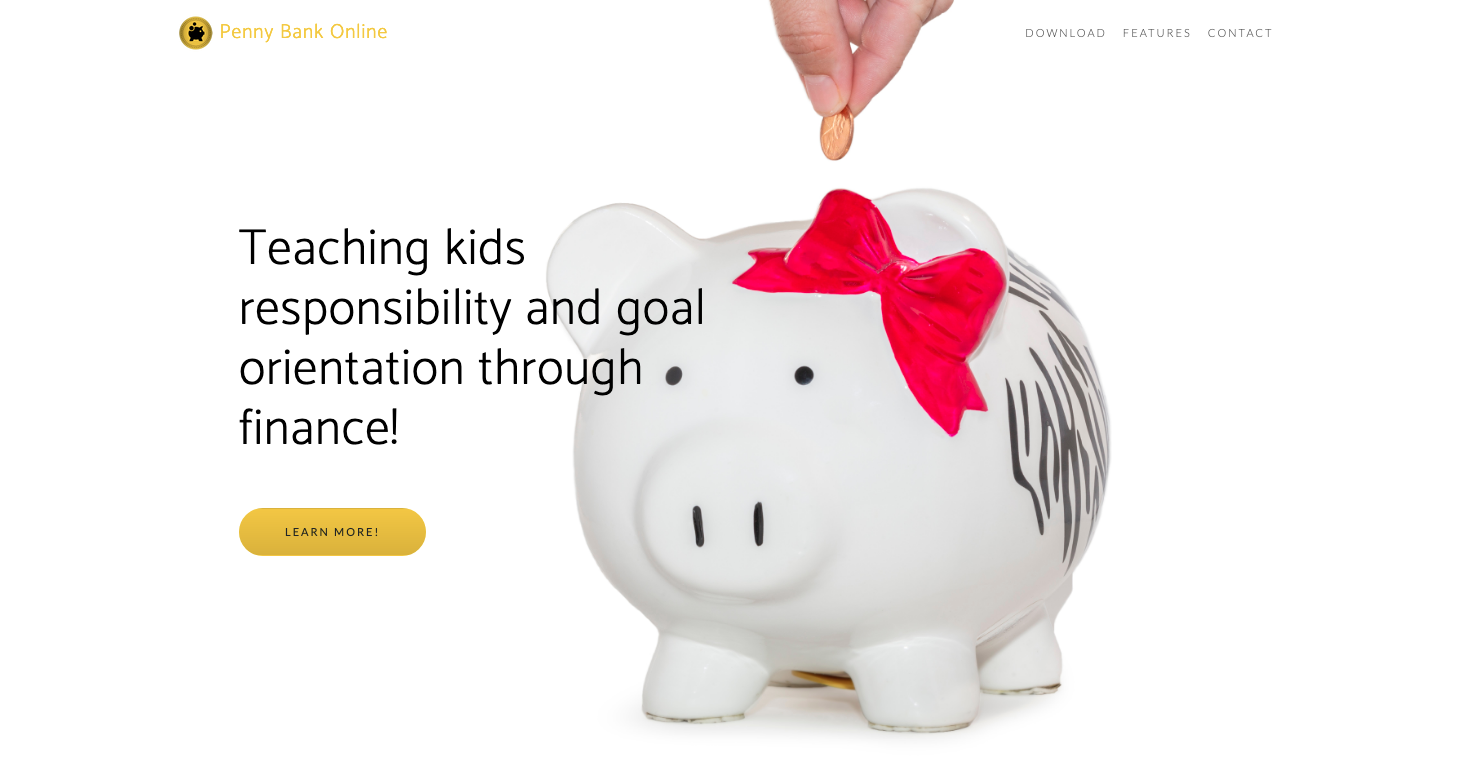 Penny Bank Online
DOWNLOAD FEATURES CONTACT
Teaching kids
responsibility and goal
orientation through
finance!
LEARN MORE!